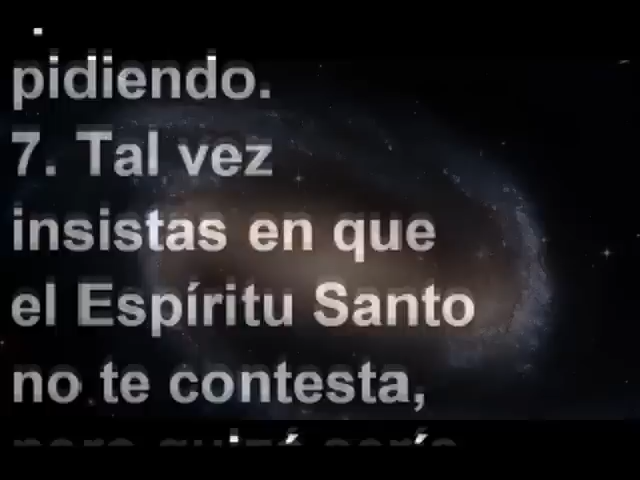 pidiendo.
7. Tal vez
insistas en que
el Espíritu Santo
no te contesta,